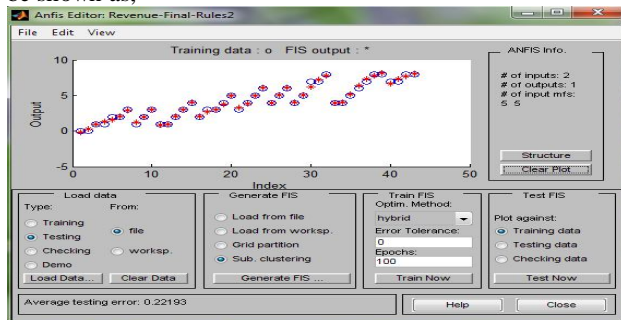 be shown as,
Anfis Editor: Revenue-Final-Rules2
File Edit View
Training data : o FIS output : *
10
5
0
-5
Output
0 10 20 30 40 50
Index
ANFIS Info.
# of inputs: 2
# of outputs: 1
# of input mfs:
5 5
Structure
Clear Plot
Load data
Type: From:
Training
Testing
Checking
Demo
file
worksp.
Load Data... Clear Data
Generate FIS
Load from file
Load from worksp.
Grid partition
Sub. clustering
Generate FIS ...
Train FIS
Optim. Method:
hybrid
Error Tolerance:
0
Epochs:
100
Train Now
Test FIS
Plot against:
Training data
Testing data
Checking data
Test Now
Average testing error: 0.22193
Help Close